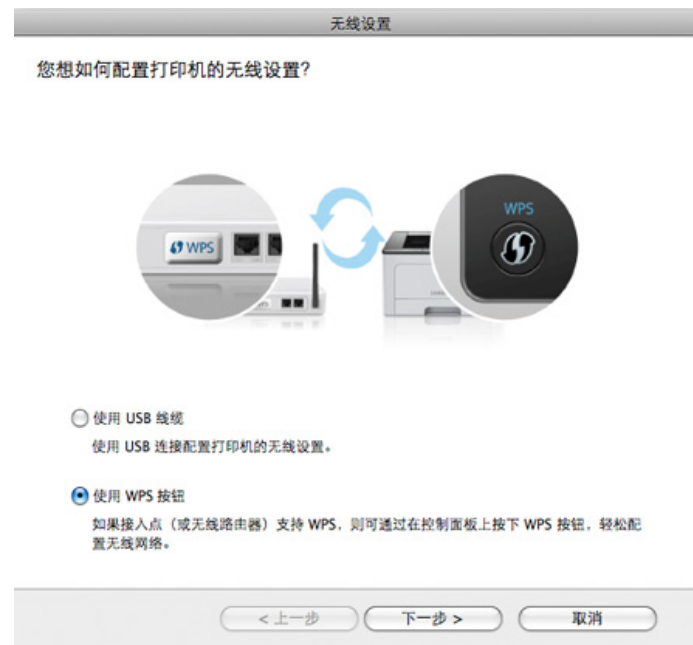 无线设置
您想如何配置打印机的无线设置?
WPS
WPS
使用 USB 线缆
使用 USB 连接配置打印机的无线设置。
使用 WPS 按钮
如果接入点（或无线路由器）支持 WPS，则可通过在控制面板上按下 WPS 按钮，轻松配
置无线网络。
< 上一步
下一步 >
取消